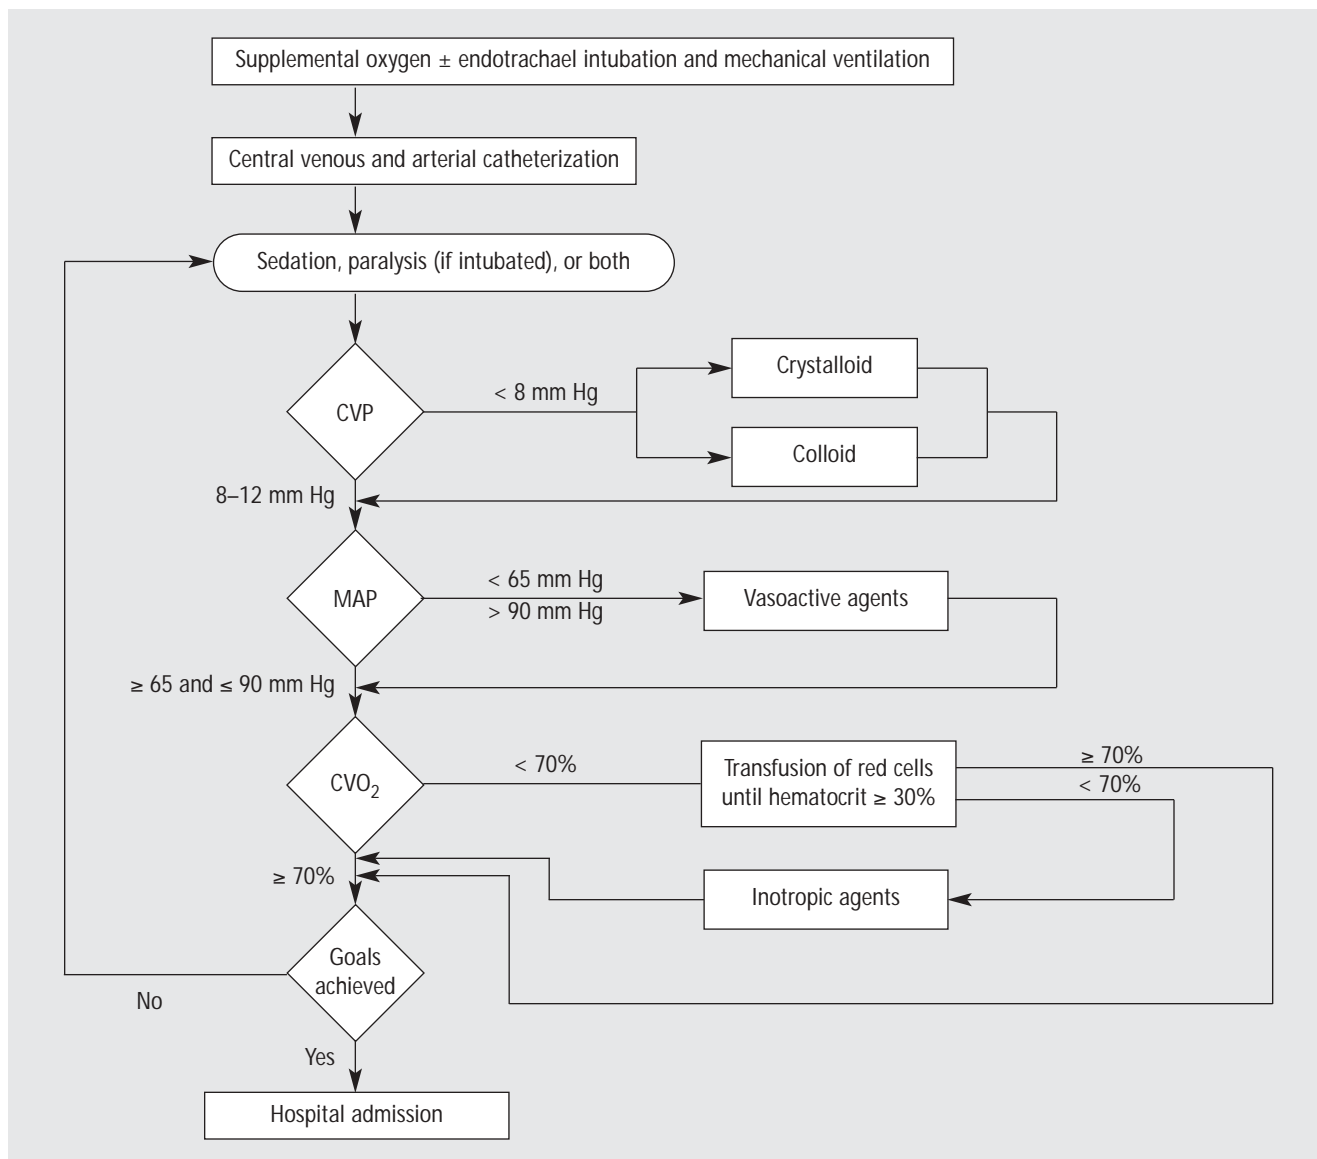 Supplemental oxygen ± endotrachael intubation and mechanical ventilation
Central venous and arterial catheterization
Sedation, paralysis (if intubated), or both
CVP
< 8 mm Hg
Crystalloid
Colloid
8–12 mm Hg
MAP
< 65 mm Hg
> 90 mm Hg
Vasoactive agents
≥ 65 and ≤ 90 mm Hg
CVO₂
< 70%
Transfusion of red cells
until hematocrit ≥ 30%
≥ 70%
< 70%
≥ 70%
Inotropic agents
Goals
achieved
No
Yes
Hospital admission